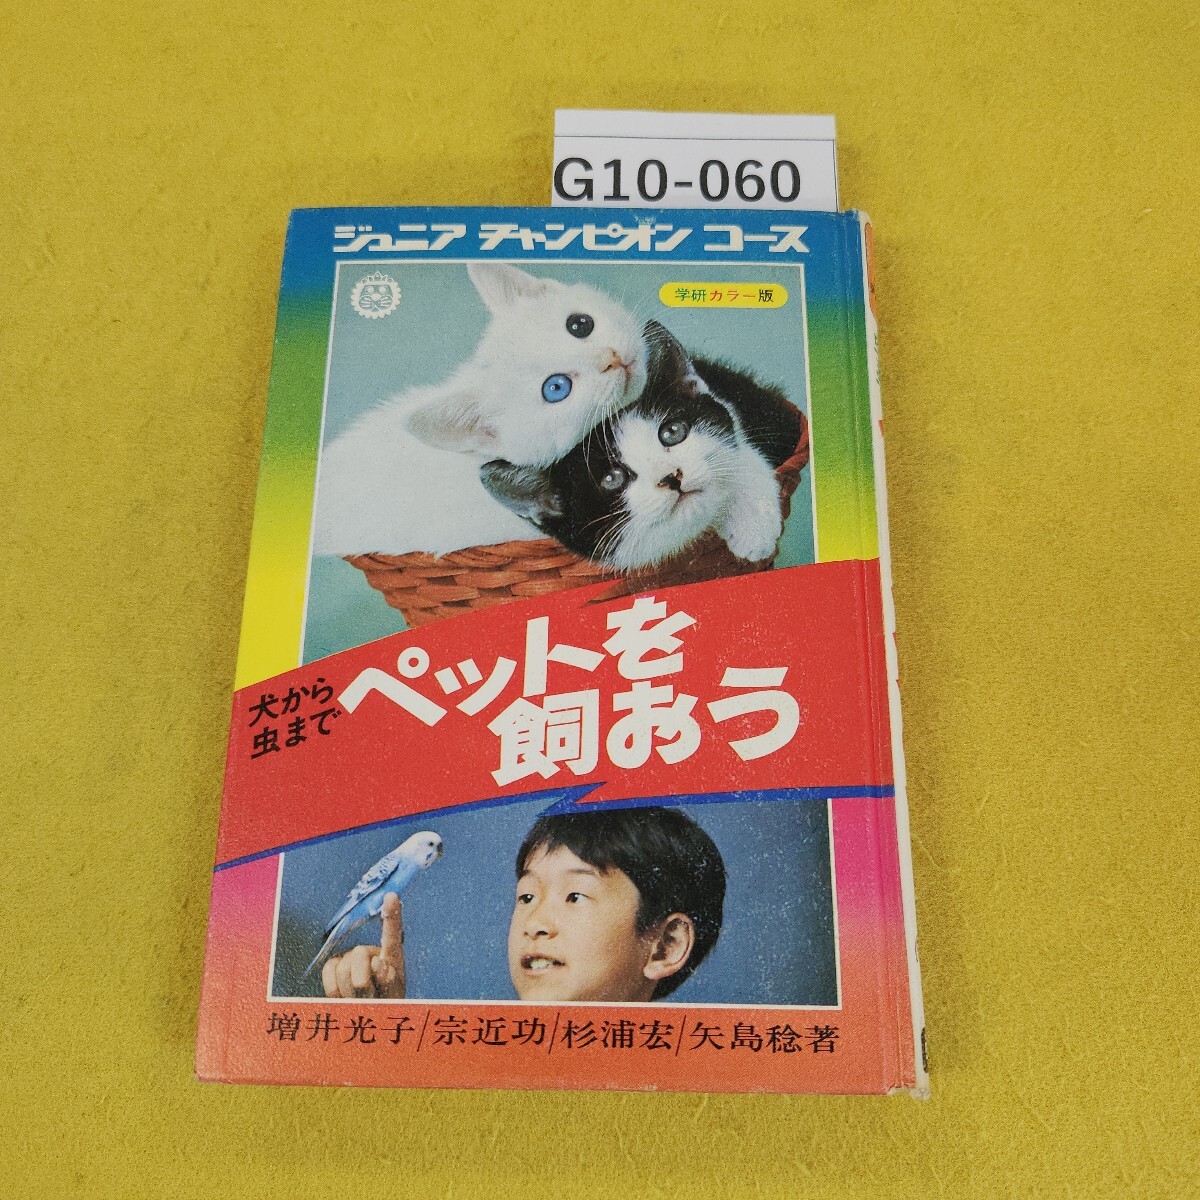 G10-060
ジュニア チャンピオン コース
学研カラー版
犬から
虫まで
ペットを
飼おう
増井光子/宗近功/杉浦宏/矢島稔著